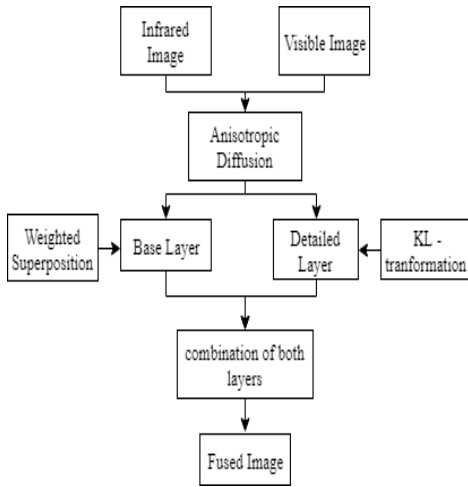 Infrared
Image
Visible Image
Anisotropic
Diffusion
Weighted
Superposition
Base Layer
Detailed
Layer
KL -
tranformation
combination of both
layers
Fused Image